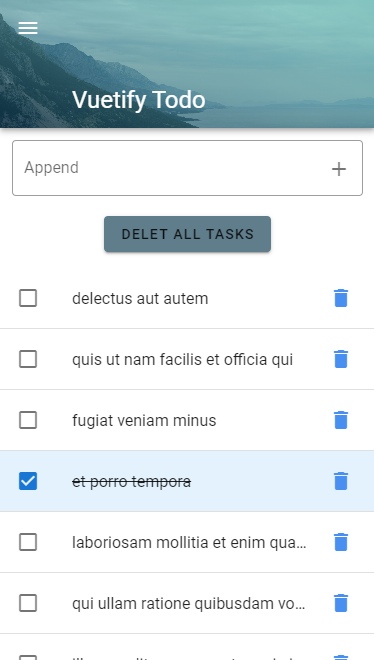 Vuetify Todo
Append
DELET ALL TASKS
delectus aut autem
quis ut nam facilis et officia qui
fugiat veniam minus
et porro tempora
laboriosam mollitia et enim qua...
qui ullam ratione quibusdam vo...